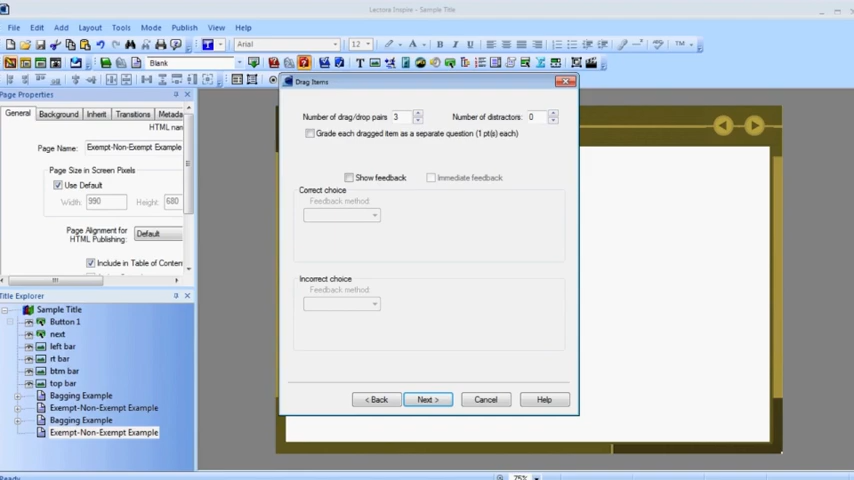 Lectora Inspire - Sample Title
File Edit Add Layout Tools Mode Publish View Help
Arial 12
Blank
Page Properties
General Background Inherit Transitions Metada
HTML nam
Page Name: Exempt-Non-Exempt Example
Page Size in Screen Pixels
Use Default
Width: 990 Height: 680
Page Alignment for
HTML Publishing: Default
Include in Table of Conten
Title Explorer
Sample Title
Button 1
next
left bar
rt bar
btm bar
top bar
Bagging Example
Exempt-Non-Exempt Example
Bagging Example
Exempt-Non-Exempt Example
Drag Items
Number of drag/drop pairs 3 Number of distractors: 0
Grade each dragged item as a separate question (1 pt(s) each)
Show feedback Immediate feedback
Correct choice
Feedback method:
Incorrect choice
Feedback method:
< Back Next > Cancel Help
Ready 75%